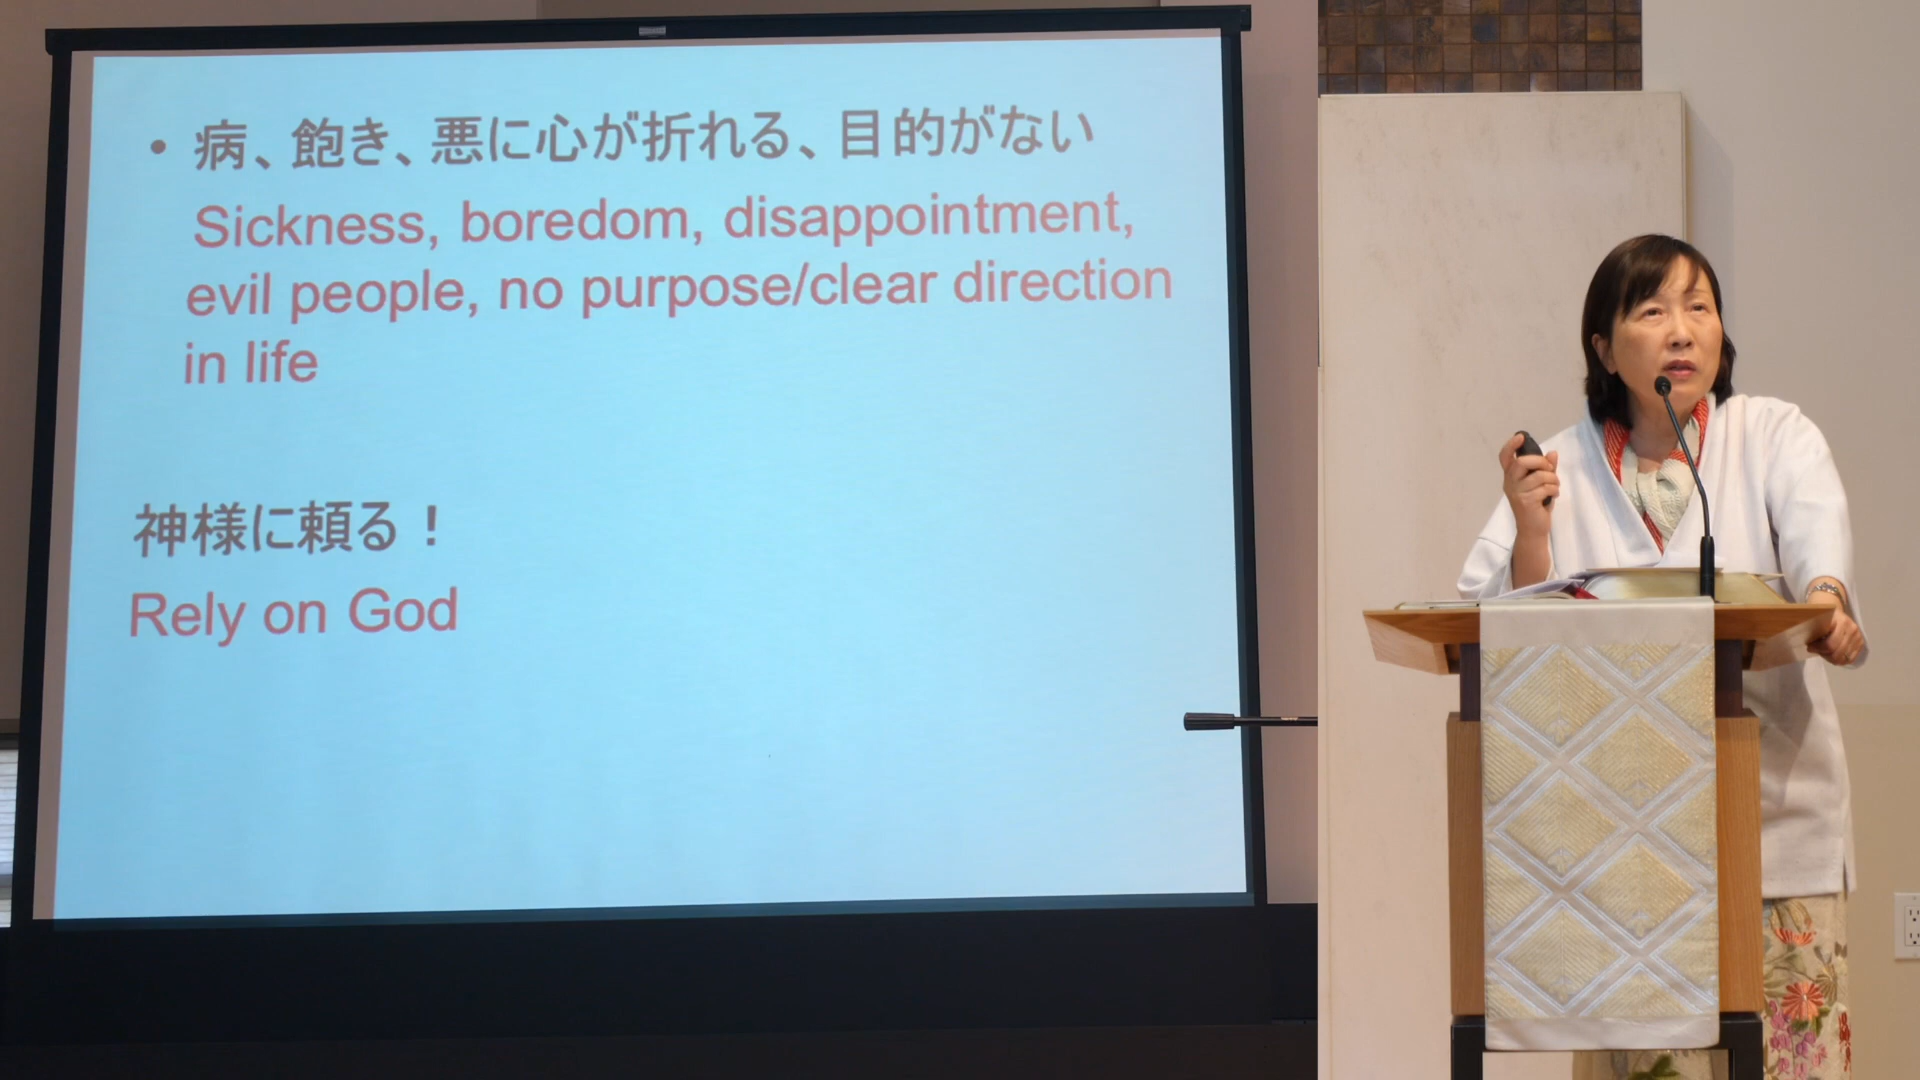 • 病、飽き、悪に心が折れる、目的がない
Sickness, boredom, disappointment,
evil people, no purpose/clear direction
in life
神様に頼る！
Rely on God